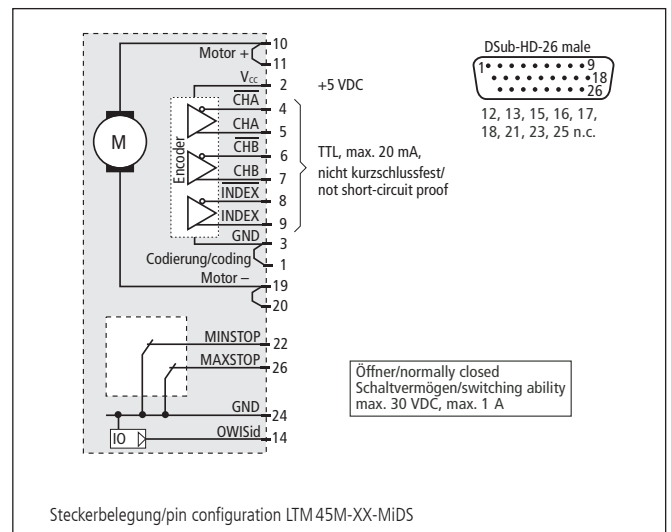 Motor +
10
11
V_CC
2
+5 VDC
CHA
4
CHA
5
CHB
6
CHB
7
INDEX
8
INDEX
9
GND
3
Codierung/coding
1
Motor –
19
20
M
Encoder
TTL, max. 20 mA,
nicht kurzschlussfest/
not short-circuit proof
DSub-HD-26 male
1 9
18
26
12, 13, 15, 16, 17,
18, 21, 23, 25 n.c.
MINSTOP
22
MAXSTOP
26
GND
24
IO
OWISid
14
Öffner/normally closed
Schaltvermögen/switching ability
max. 30 VDC, max. 1 A
Steckerbelegung/pin configuration LTM 45M-XX-MiDS